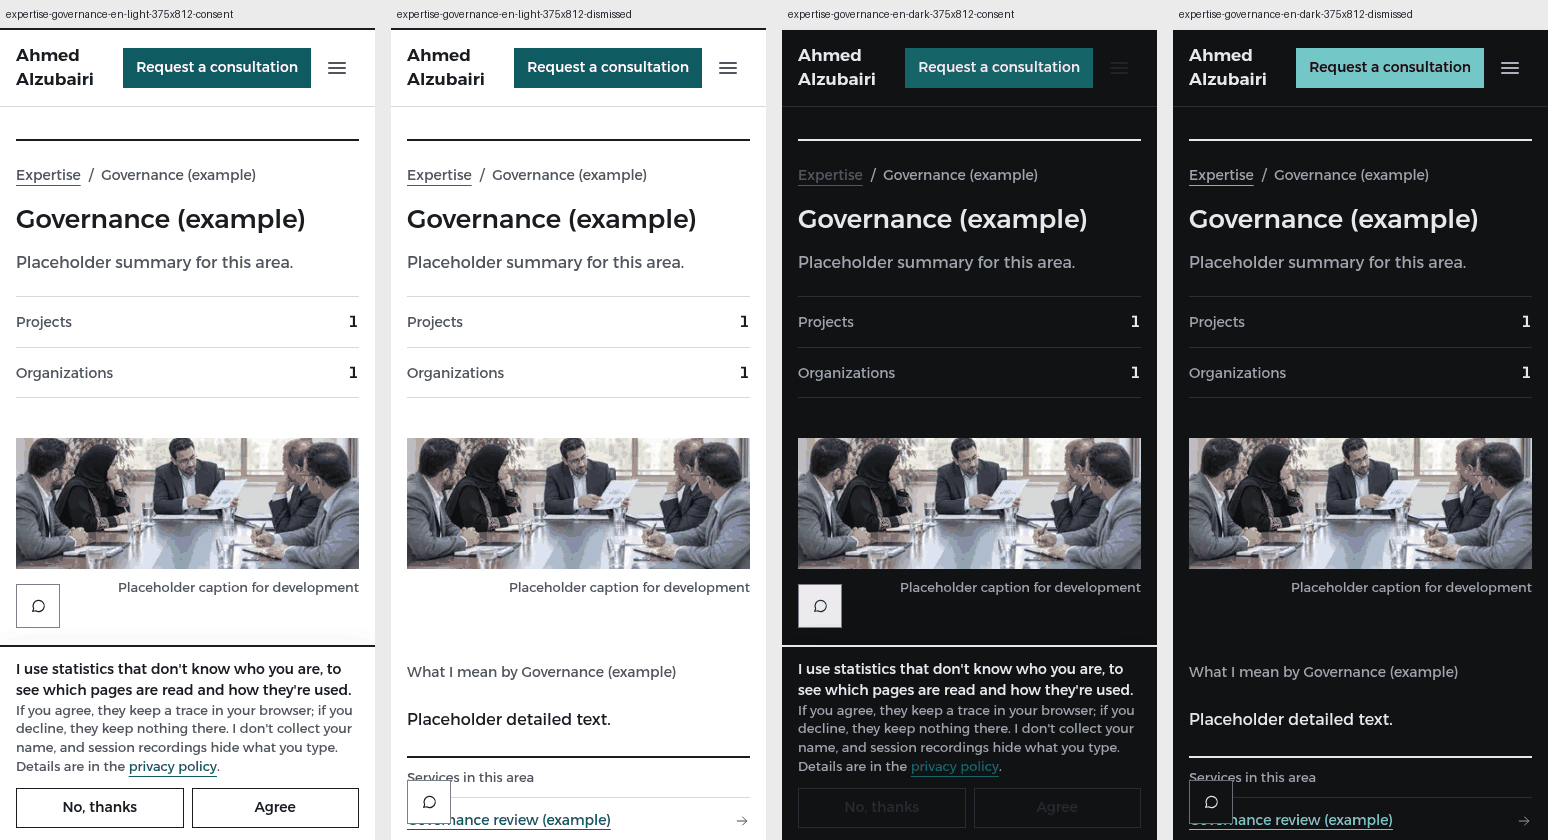 expertise-governance-en-light-375x812-consent
Ahmed
Alzubairi
Request a consultation
Expertise / Governance (example)
Governance (example)
Placeholder summary for this area.
Projects 1
Organizations 1
Placeholder caption for development
I use statistics that don't know who you are, to
see which pages are read and how they're used.
If you agree, they keep a trace in your browser; if you
decline, they keep nothing there. I don't collect your
name, and session recordings hide what you type.
Details are in the privacy policy.
No, thanks
Agree
expertise-governance-en-light-375x812-dismissed
Ahmed
Alzubairi
Request a consultation
Expertise / Governance (example)
Governance (example)
Placeholder summary for this area.
Projects 1
Organizations 1
Placeholder caption for development
What I mean by Governance (example)
Placeholder detailed text.
Services in this area
Governance review (example)
expertise-governance-en-dark-375x812-consent
Ahmed
Alzubairi
Request a consultation
Expertise / Governance (example)
Governance (example)
Placeholder summary for this area.
Projects 1
Organizations 1
Placeholder caption for development
I use statistics that don't know who you are, to
see which pages are read and how they're used.
If you agree, they keep a trace in your browser; if you
decline, they keep nothing there. I don't collect your
name, and session recordings hide what you type.
Details are in the privacy policy.
No, thanks
Agree
expertise-governance-en-dark-375x812-dismissed
Ahmed
Alzubairi
Request a consultation
Expertise / Governance (example)
Governance (example)
Placeholder summary for this area.
Projects 1
Organizations 1
Placeholder caption for development
What I mean by Governance (example)
Placeholder detailed text.
Services in this area
Governance review (example)